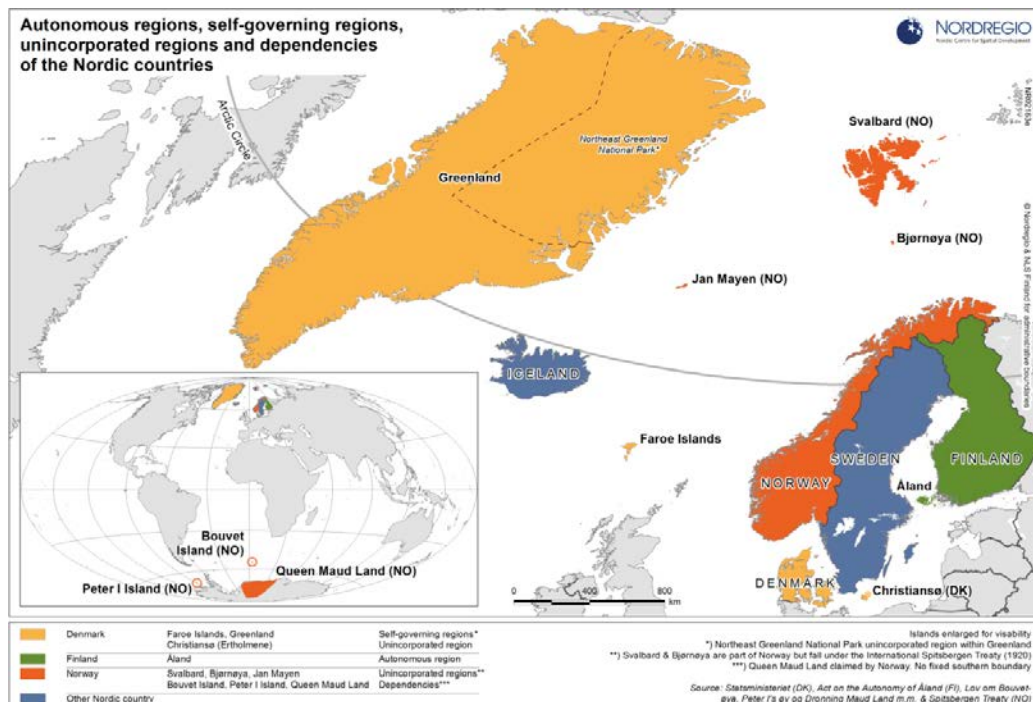 Autonomous regions, self-governing regions,
unincorporated regions and dependencies
of the Nordic countries
NORDREGIO
Nordic Centre for Spatial Development
NR02163e
© Nordregio & NLS Finland for administrative boundaries
Arctic Circle
Northeast Greenland
National Park*
Greenland
Svalbard (NO)
Bjørnøya (NO)
Jan Mayen (NO)
ICELAND
Faroe Islands
SWEDEN
FINLAND
NORWAY
Åland
DENMARK
Christiansø (DK)
Bouvet
Island (NO)
Queen Maud Land (NO)
Peter I Island (NO)
0 400 800
km
Denmark Faroe Islands, Greenland Self-governing regions*
Christiansø (Ertholmene) Unincorporated region
Finland Åland Autonomous region
Norway Svalbard, Bjørnøya, Jan Mayen Unincorporated regions**
Bouvet Island, Peter I Island, Queen Maud Land Dependencies***
Other Nordic country
Islands enlarged for visability
*) Northeast Greenland National Park unincorporated region within Greenland
**) Svalbard & Bjørnøya are part of Norway but fall under the International Spitsbergen Treaty (1920)
***) Queen Maud Land claimed by Norway. No fixed southern boundary
Source: Statsministeriet (DK), Act on the Autonomy of Åland (FI), Lov om Bouvet-
øya, Peter I's øy og Dronning Maud Land m.m. & Spitsbergen Treaty (NO)